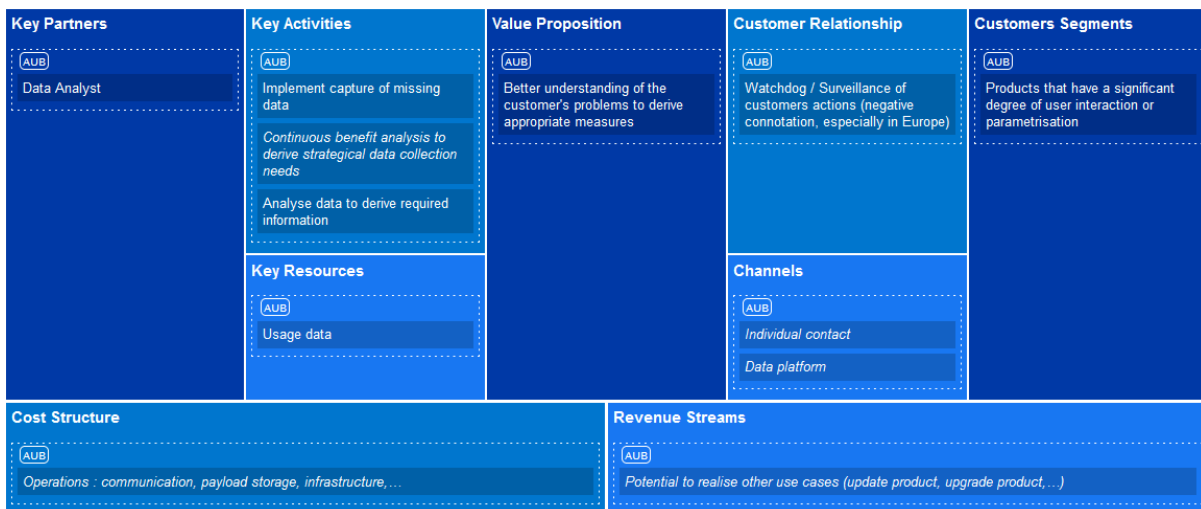 Key Partners
AUB
Data Analyst
Key Activities
AUB
Implement capture of missing
data
Continuous benefit analysis to
derive strategical data collection
needs
Analyse data to derive required
information
Key Resources
AUB
Usage data
Value Proposition
AUB
Better understanding of the
customer's problems to derive
appropriate measures
Customer Relationship
AUB
Watchdog / Surveillance of
customers actions (negative
connotation, especially in Europe)
Channels
AUB
Individual contact
Data platform
Customers Segments
AUB
Products that have a significant
degree of user interaction or
parametrisation
Cost Structure
AUB
Operations : communication, payload storage, infrastructure,…
Revenue Streams
AUB
Potential to realise other use cases (update product, upgrade product,…)